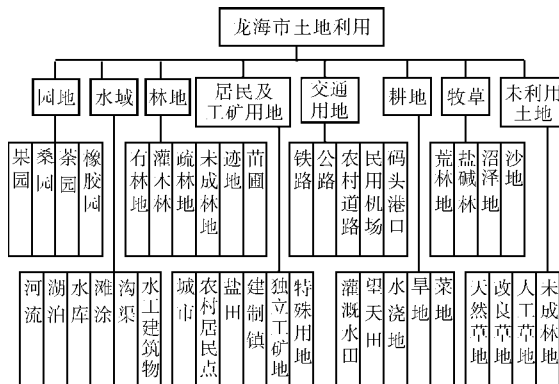 龙海市土地利用
园地
水域
林地
居民及
工矿用地
交通
用地
耕地
牧草
未利用
土地
果园
桑园
茶园
橡胶园
有林地
灌木林
疏林地
未成林地
迹地
苗圃
铁路
公路
农村道路
民用机场
码头港口
荒林地
盐碱林
沼泽地
沙地
河流
湖泊
水库
滩涂
沟渠
水工建筑物
城市
农村居民点
盐田
建制镇
独立工矿地
特殊用地
灌溉水田
望天田
水浇地
旱地
菜地
天然草地
改良草地
人工草地
未成林地